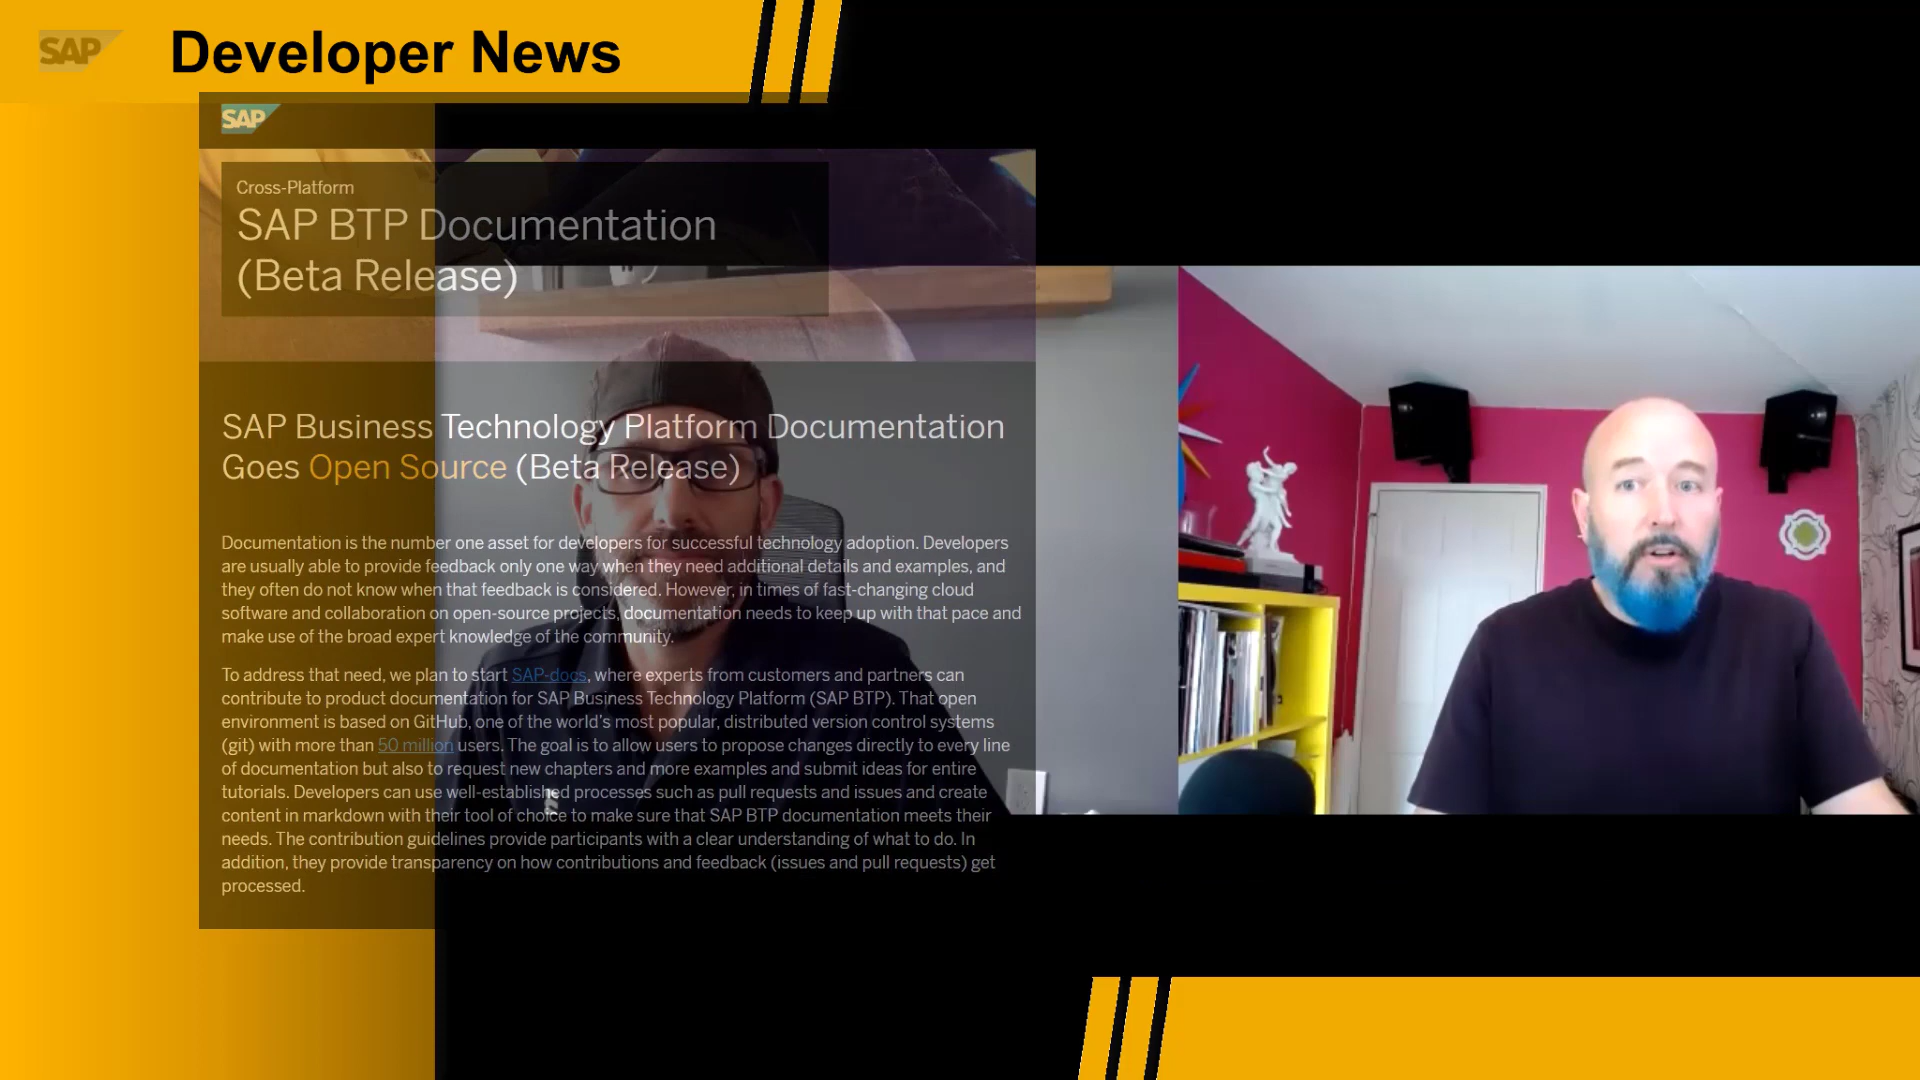 SAP
Developer News
SAP
Cross-Platform
SAP BTP Documentation
(Beta Release)
SAP Business Technology Platform Documentation
Goes Open Source (Beta Release)
Documentation is the number one asset for developers for successful technology adoption. Developers
are usually able to provide feedback only one way when they need additional details and examples, and
they often do not know when that feedback is considered. However, in times of fast-changing cloud
software and collaboration on open-source projects, documentation needs to keep up with that pace and
make use of the broad expert knowledge of the community.
To address that need, we plan to start SAP-docs, where experts from customers and partners can
contribute to product documentation for SAP Business Technology Platform (SAP BTP). That open
environment is based on GitHub, one of the world's most popular, distributed version control systems
(git) with more than 50 million users. The goal is to allow users to propose changes directly to every line
of documentation but also to request new chapters and more examples and submit ideas for entire
tutorials. Developers can use well-established processes such as pull requests and issues and create
content in markdown with their tool of choice to make sure that SAP BTP documentation meets their
needs. The contribution guidelines provide participants with a clear understanding of what to do. In
addition, they provide transparency on how contributions and feedback (issues and pull requests) get
processed.